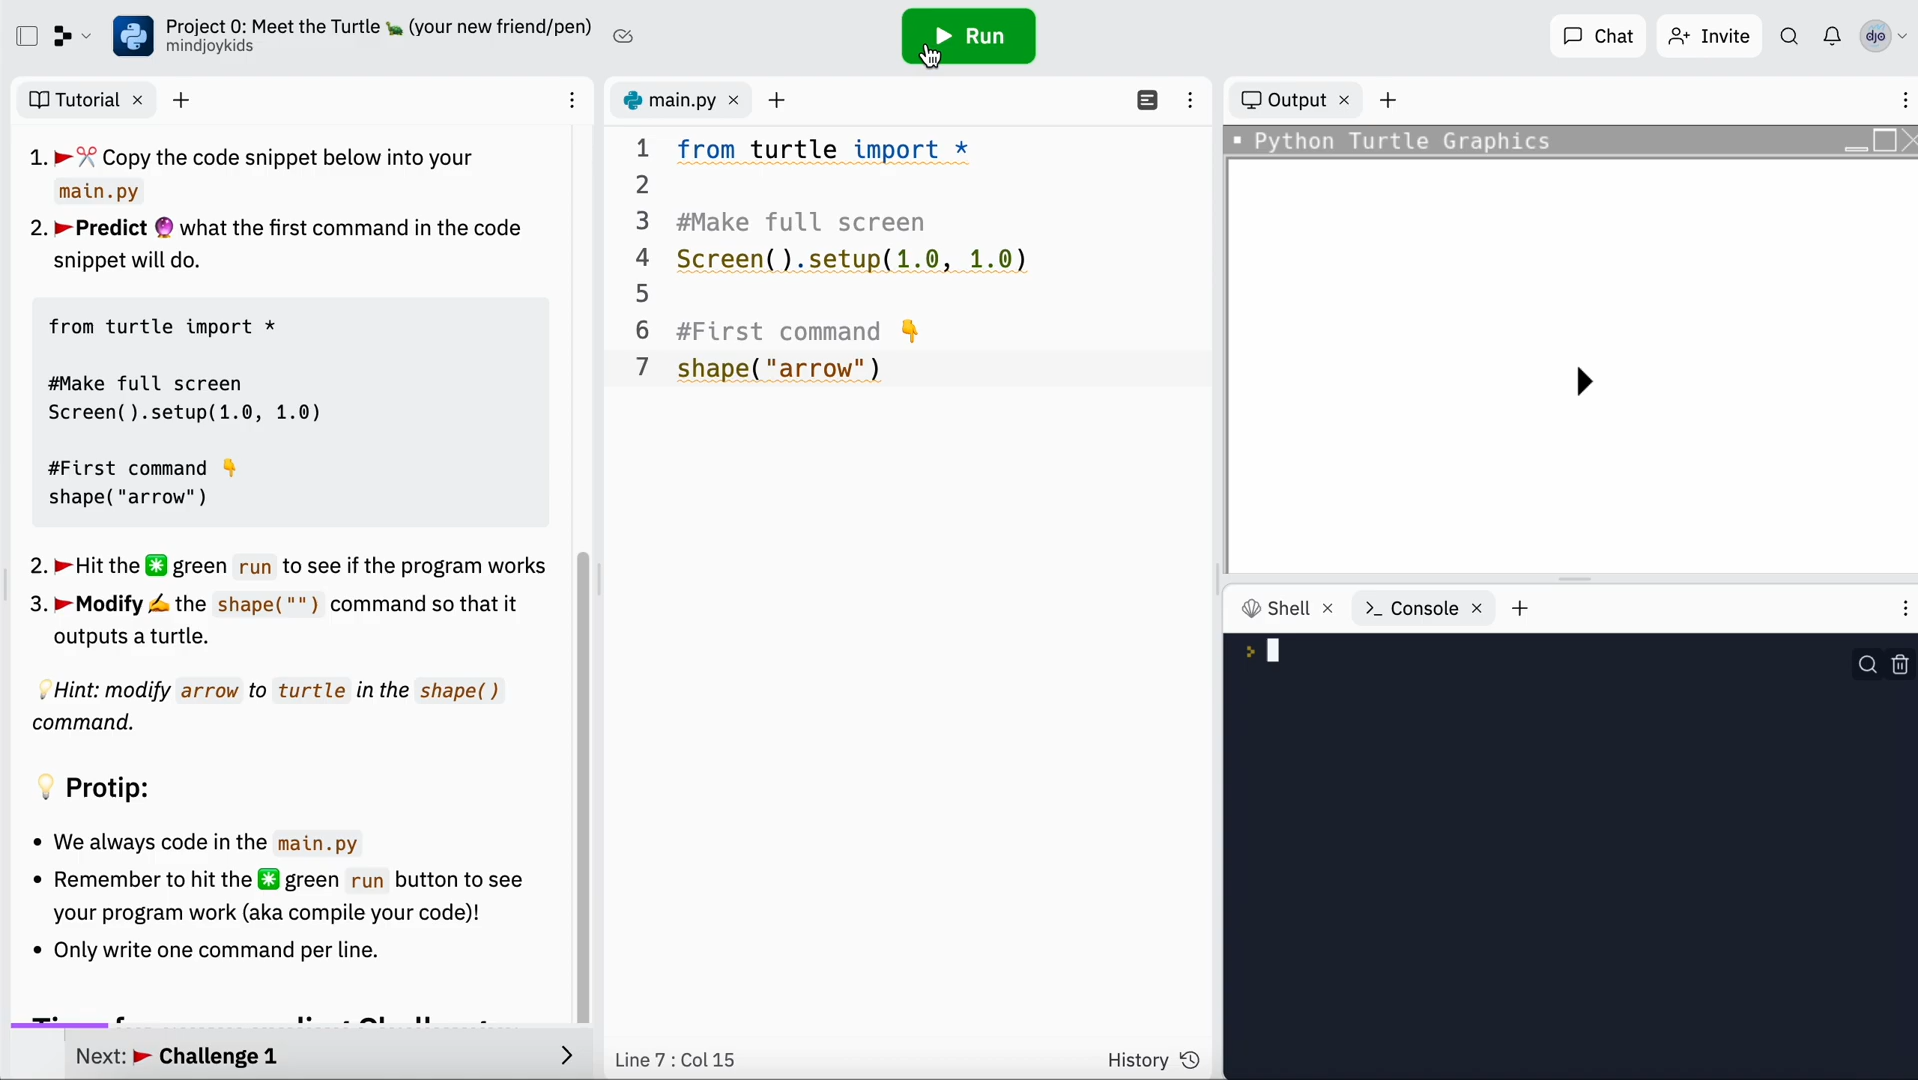 Project 0: Meet the Turtle 🐢 (your new friend/pen)
mindjoykids
Run
Chat
Invite
djo
Tutorial
1. Copy the code snippet below into your
main.py
2. Predict 🔮 what the first command in the code
snippet will do.
from turtle import *
#Make full screen
Screen().setup(1.0, 1.0)
#First command 👇
shape("arrow")
2. Hit the ✳️ green run to see if the program works
3. Modify ✍️ the shape("") command so that it
outputs a turtle.
💡Hint: modify arrow to turtle in the shape()
command.
💡 Protip:
• We always code in the main.py
• Remember to hit the ✳️ green run button to see
your program work (aka compile your code)!
• Only write one command per line.
Next: Challenge 1
main.py
1 from turtle import *
2
3 #Make full screen
4 Screen().setup(1.0, 1.0)
5
6 #First command 👇
7 shape("arrow")
Line 7 : Col 15
History
Output
Python Turtle Graphics
Shell
>_ Console